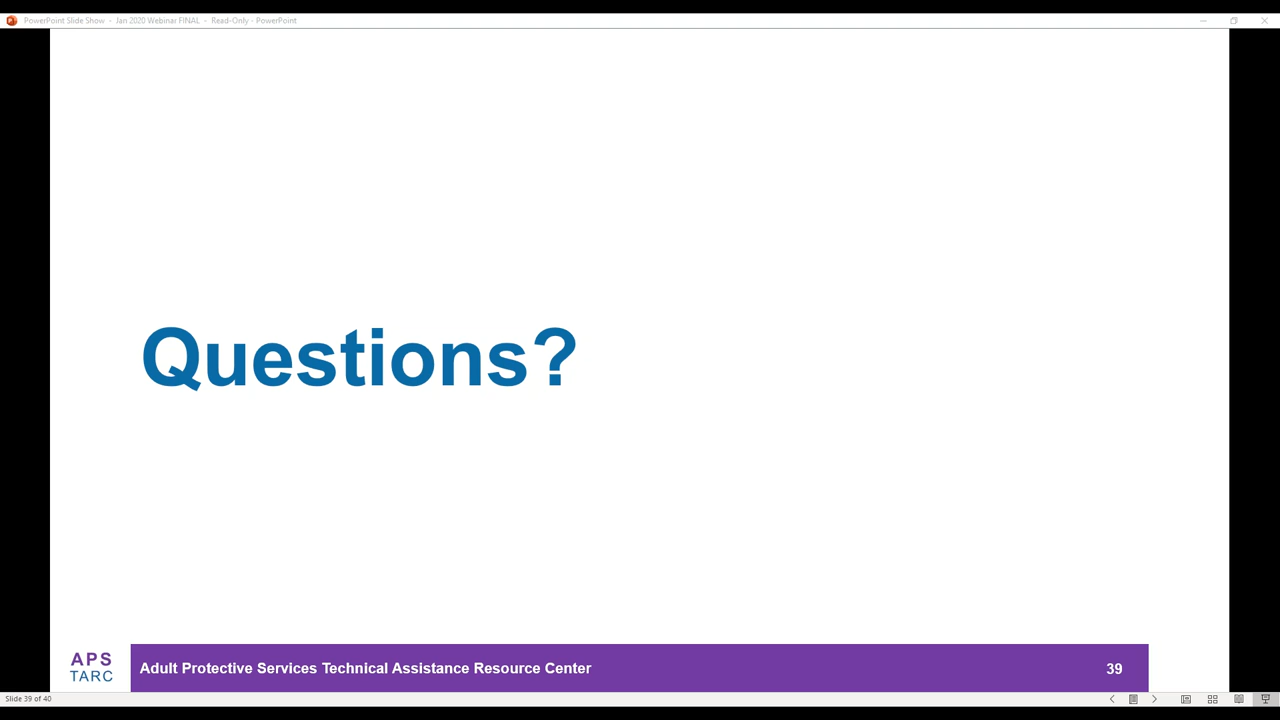 PowerPoint Slide Show - Jan 2020 Webinar FINAL - Read-Only - PowerPoint
Questions?
APS
TARC
Adult Protective Services Technical Assistance Resource Center
39
Slide 39 of 40